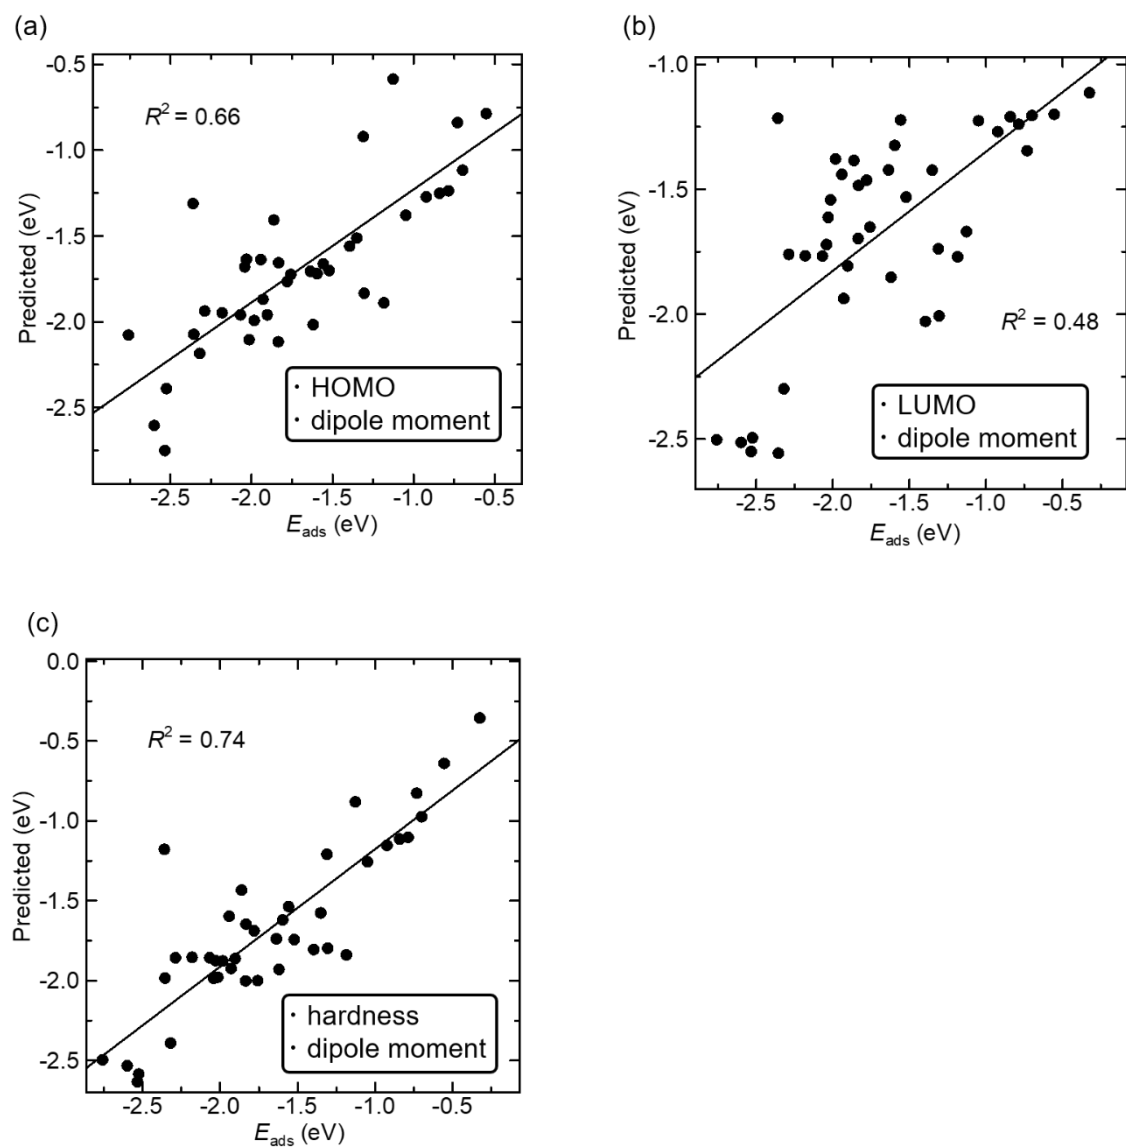 (a)
-0.5
-1.0
-1.5
-2.0
-2.5
Predicted (eV)
R² = 0.66
• HOMO
• dipole moment
-2.5 -2.0 -1.5 -1.0 -0.5
E_ads (eV)
(b)
-1.0
-1.5
-2.0
-2.5
Predicted (eV)
R² = 0.48
• LUMO
• dipole moment
-2.5 -2.0 -1.5 -1.0 -0.5
E_ads (eV)
(c)
0.0
-0.5
-1.0
-1.5
-2.0
-2.5
Predicted (eV)
R² = 0.74
• hardness
• dipole moment
-2.5 -2.0 -1.5 -1.0 -0.5
E_ads (eV)